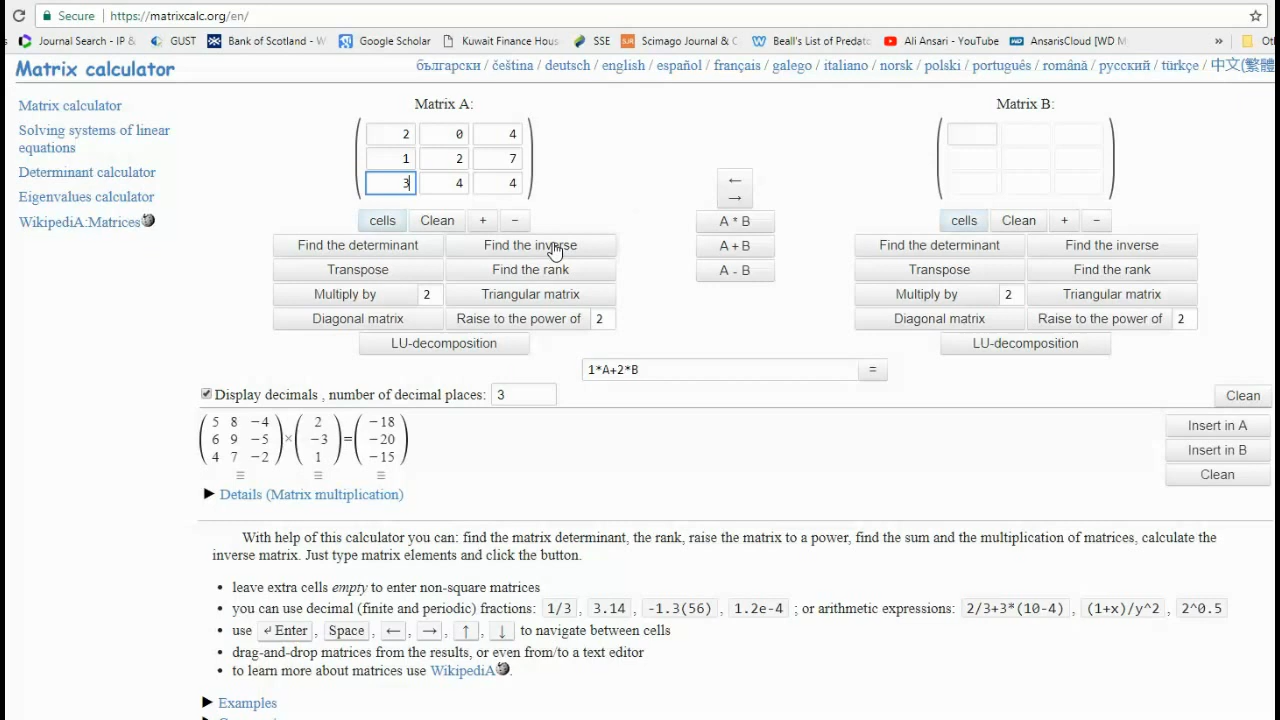 Secure https://matrixcalc.org/en/
Journal Search - IP & GUST Bank of Scotland - W Google Scholar Kuwait Finance Hous SSE Scimago Journal & C Beall's List of Predato Ali Ansari - YouTube AnsarisCloud [WD M » Otl
Matrix calculator
български / čeština / deutsch / english / español / français / galego / italiano / norsk / polski / português / română / русский / türkçe / 中文(繁體
Matrix calculator
Solving systems of linear
equations
Determinant calculator
Eigenvalues calculator
WikipediA:Matrices
Matrix A:
2 0 4
1 2 7
3 4 4
cells Clean + −
Find the determinant Find the inverse
Transpose Find the rank
Multiply by 2 Triangular matrix
Diagonal matrix Raise to the power of 2
LU-decomposition
←
→
A * B
A + B
A - B
Matrix B:
cells Clean + −
Find the determinant Find the inverse
Transpose Find the rank
Multiply by 2 Triangular matrix
Diagonal matrix Raise to the power of 2
LU-decomposition
1*A+2*B =
Display decimals , number of decimal places: 3
Clean
5 8 −4 2 −18
6 9 −5 × −3 = −20
4 7 −2 1 −15
Insert in A
Insert in B
Clean
▶ Details (Matrix multiplication)
With help of this calculator you can: find the matrix determinant, the rank, raise the matrix to a power, find the sum and the multiplication of matrices, calculate the
inverse matrix. Just type matrix elements and click the button.
• leave extra cells empty to enter non-square matrices
• you can use decimal (finite and periodic) fractions: 1/3 , 3.14 , -1.3(56) , 1.2e-4 ; or arithmetic expressions: 2/3+3*(10-4) , (1+x)/y^2 , 2^0.5
• use ↵ Enter , Space , ← , → , ↑ , ↓ to navigate between cells
• drag-and-drop matrices from the results, or even from/to a text editor
• to learn more about matrices use WikipediA .
▶ Examples